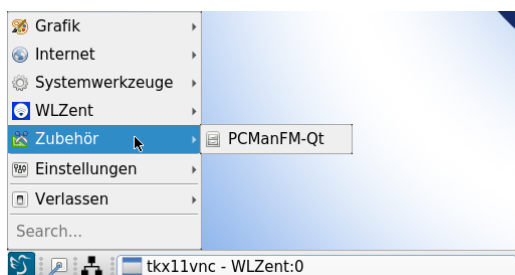 Grafik
Internet
Systemwerkzeuge
WLZent
Zubehör
PCManFM-Qt
Einstellungen
Verlassen
Search...
tkx11vnc - WLZent:0